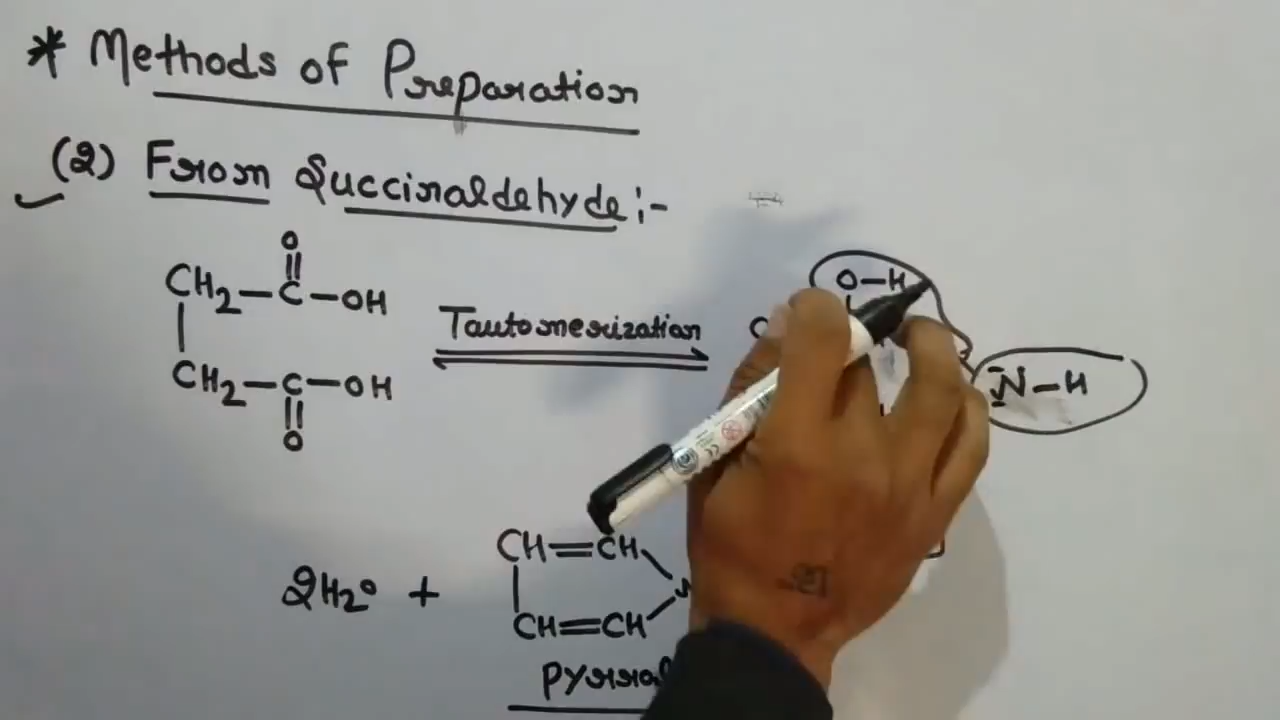 * Methods of Preparation
(2) From Succinaldehyde :-
O
CH2—C—OH
CH2—C—OH
O
Tautomerization
O—H
N—H
2H2O +
CH=CH
CH=CH